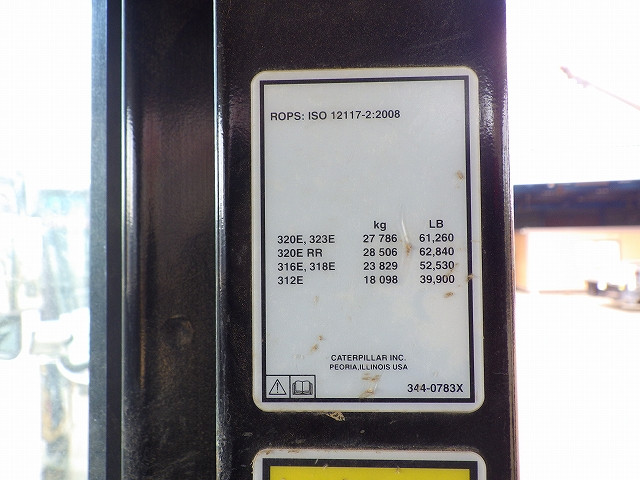 ROPS: ISO 12117-2:2008
kg LB
320E, 323E 27 786 61,260
320E RR 28 506 62,840
316E, 318E 23 829 52,530
312E 18 098 39,900
CATERPILLAR INC.
PEORIA,ILLINOIS USA
344-0783X